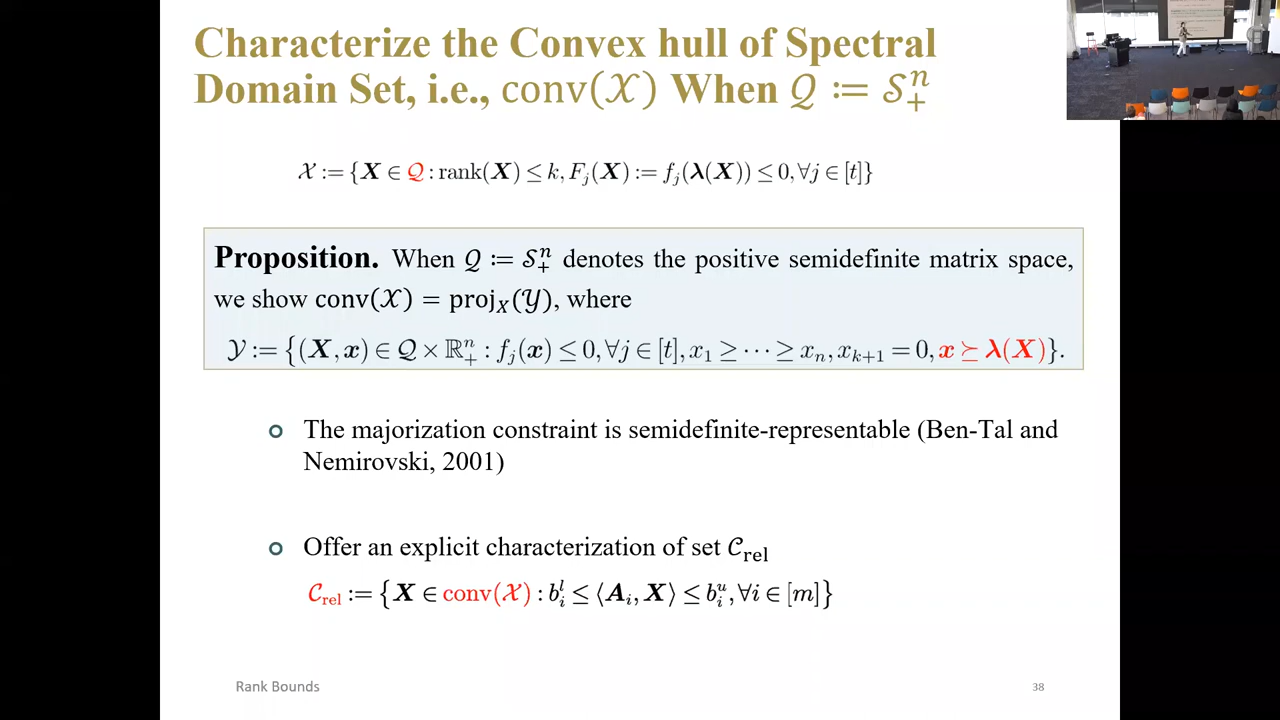 Characterize the Convex hull of Spectral
Domain Set, i.e., conv(𝒳) When 𝒬 ≔ 𝒮₊ⁿ
𝒳 := {X ∈ 𝒬 : rank(X) ≤ k, Fⱼ(X) := fⱼ(λ(X)) ≤ 0, ∀j ∈ [t]}
Proposition. When 𝒬 ≔ 𝒮₊ⁿ denotes the positive semidefinite matrix space,
we show conv(𝒳) = proj_X(𝒴), where
𝒴 := {(X, x) ∈ 𝒬 × ℝ₊ⁿ : fⱼ(x) ≤ 0, ∀j ∈ [t], x₁ ≥ ⋯ ≥ xₙ, xₖ₊₁ = 0, x ⪰ λ(X)}.
The majorization constraint is semidefinite-representable (Ben-Tal and
Nemirovski, 2001)
Offer an explicit characterization of set 𝒞_rel
𝒞_rel := {X ∈ conv(𝒳) : bᵢˡ ≤ ⟨Aᵢ, X⟩ ≤ bᵢᵘ, ∀i ∈ [m]}
Rank Bounds
38